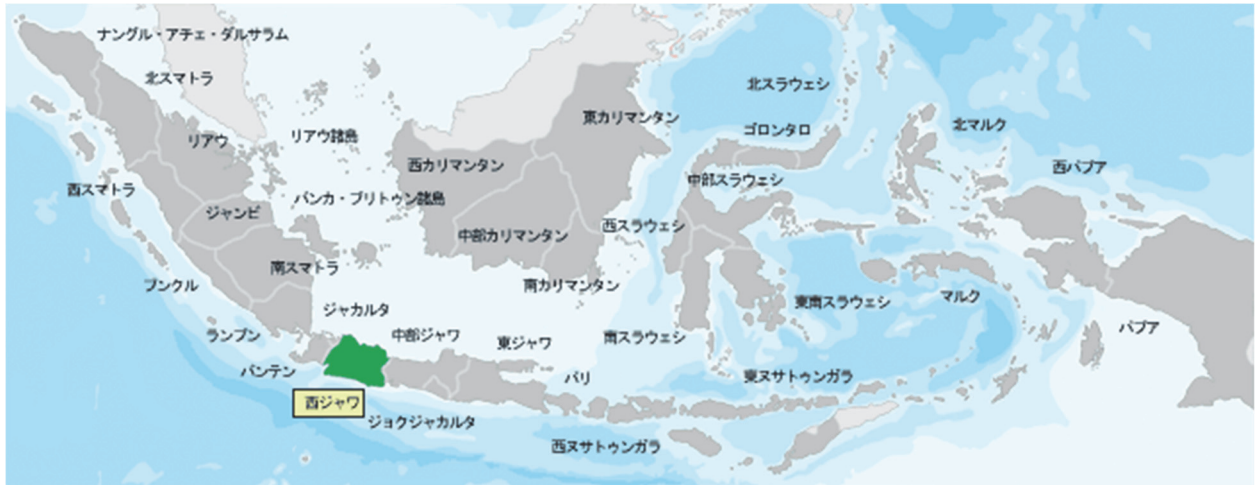 ナングル・アチェ・ダルサラム
北スマトラ
リアウ
リアウ諸島
西スマトラ
ジャンビ
バンカ・ブリトゥン諸島
南スマトラ
ブンクル
ランプン
ジャカルタ
バンテン
西ジャワ
中部ジャワ
ジョクジャカルタ
東ジャワ
バリ
西カリマンタン
中部カリマンタン
東カリマンタン
南カリマンタン
北スラウェシ
ゴロンタロ
中部スラウェシ
西スラウェシ
南スラウェシ
東南スラウェシ
西ヌサトゥンガラ
東ヌサトゥンガラ
北マルク
マルク
西パプア
パプア